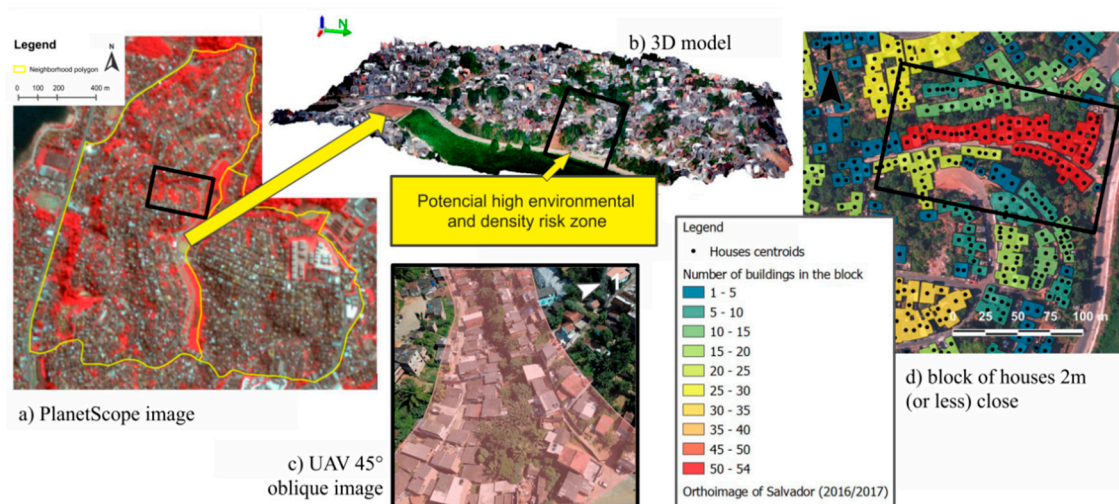 Legend
N
Neighborhood polygon
0 100 200 400 m
a) PlanetScope image
N
b) 3D model
Potencial high environmental
and density risk zone
c) UAV 45°
oblique image
Legend
Houses centroids
Number of buildings in the block
1 - 5
5 - 10
10 - 15
15 - 20
20 - 25
25 - 30
30 - 35
35 - 40
45 - 50
50 - 54
Orthoimage of Salvador (2016/2017)
0 25 50 75 100 m
d) block of houses 2m
(or less) close